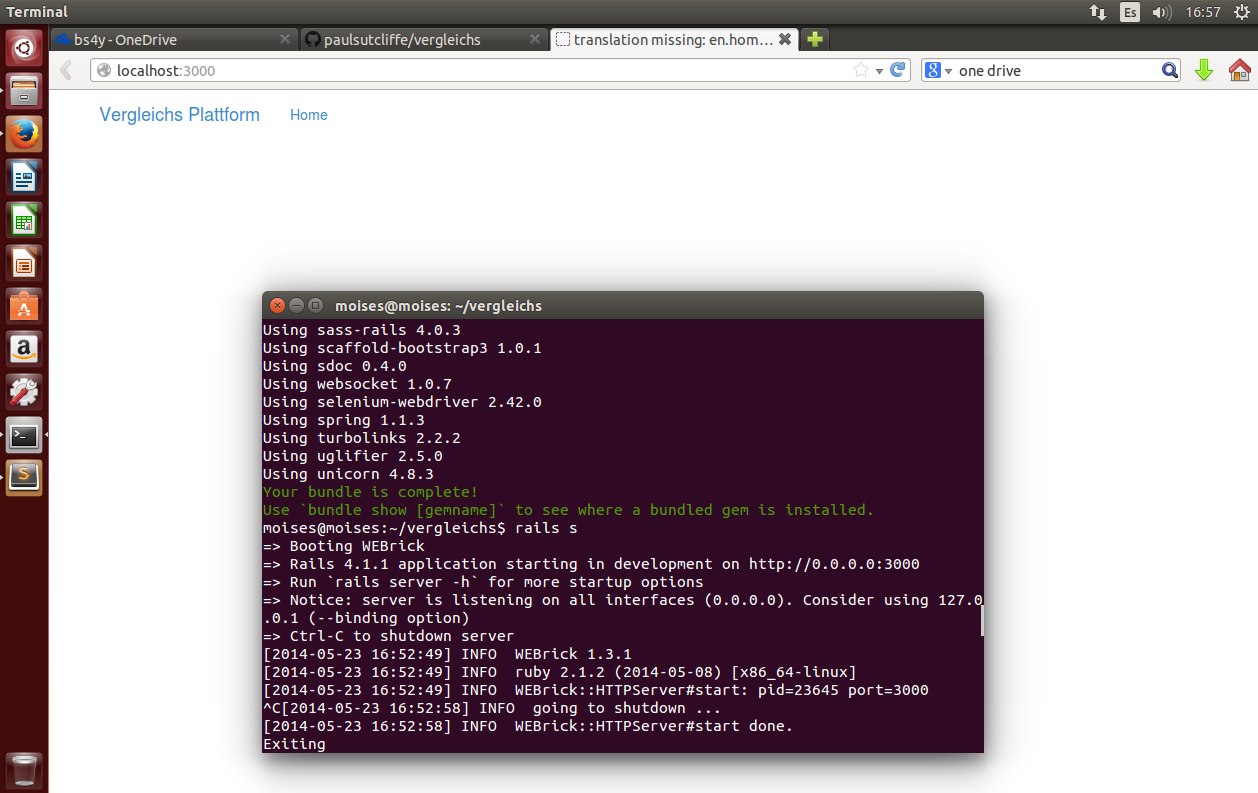 Terminal
Es
16:57
bs4y - OneDrive
paulsutcliffe/vergleichs
translation missing: en.hom...
localhost:3000
8
one drive
Vergleichs Plattform
Home
moises@moises: ~/vergleichs
Using sass-rails 4.0.3
Using scaffold-bootstrap3 1.0.1
Using sdoc 0.4.0
Using websocket 1.0.7
Using selenium-webdriver 2.42.0
Using spring 1.1.3
Using turbolinks 2.2.2
Using uglifier 2.5.0
Using unicorn 4.8.3
Your bundle is complete!
Use `bundle show [gemname]` to see where a bundled gem is installed.
moises@moises:~/vergleichs$ rails s
=> Booting WEBrick
=> Rails 4.1.1 application starting in development on http://0.0.0.0:3000
=> Run `rails server -h` for more startup options
=> Notice: server is listening on all interfaces (0.0.0.0). Consider using 127.0
.0.1 (--binding option)
=> Ctrl-C to shutdown server
[2014-05-23 16:52:49] INFO  WEBrick 1.3.1
[2014-05-23 16:52:49] INFO  ruby 2.1.2 (2014-05-08) [x86_64-linux]
[2014-05-23 16:52:49] INFO  WEBrick::HTTPServer#start: pid=23645 port=3000
^C[2014-05-23 16:52:58] INFO  going to shutdown ...
[2014-05-23 16:52:58] INFO  WEBrick::HTTPServer#start done.
Exiting